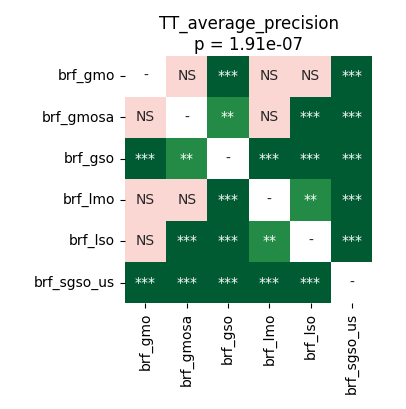 TT_average_precision
p = 1.91e-07
brf_gmo - NS *** NS NS ***
brf_gmosa NS - ** NS *** ***
brf_gso *** ** - *** *** ***
brf_lmo NS NS *** - ** ***
brf_lso NS *** *** ** - ***
brf_sgso_us *** *** *** *** *** -
brf_gmo brf_gmosa brf_gso brf_lmo brf_lso brf_sgso_us